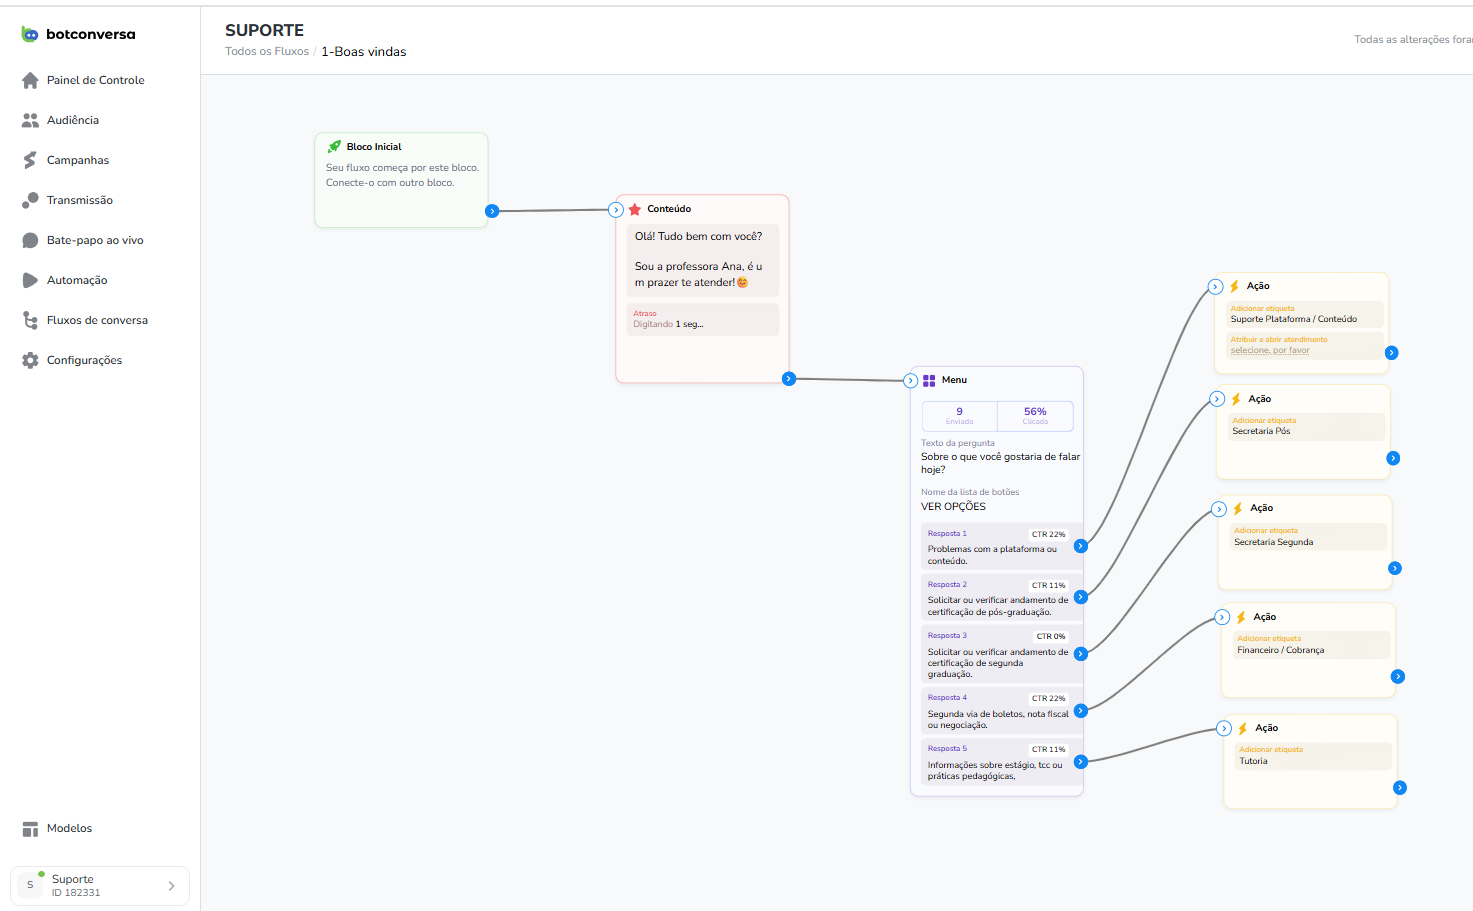 botconversa
Painel de Controle
Audiência
Campanhas
Transmissão
Bate-papo ao vivo
Automação
Fluxos de conversa
Configurações
Modelos
S
Suporte
ID 182331
SUPORTE
Todos os Fluxos / 1-Boas vindas
Todas as alterações foram
Bloco Inicial
Seu fluxo começa por este bloco.
Conecte-o com outro bloco.
Conteúdo
Olá! Tudo bem com você?
Sou a professora Ana, é u
m prazer te atender!😊
Atraso
Digitando 1 seg...
Menu
9
Enviado
56%
Clicada
Texto da pergunta
Sobre o que você gostaria de falar
hoje?
Nome da lista de botões
VER OPÇÕES
Resposta 1
CTR 22%
Problemas com a plataforma ou
conteúdo.
Resposta 2
CTR 11%
Solicitar ou verificar andamento de
certificação de pós-graduação.
Resposta 3
CTR 0%
Solicitar ou verificar andamento de
certificação de segunda
graduação.
Resposta 4
CTR 22%
Segunda via de boletos, nota fiscal
ou negociação.
Resposta 5
CTR 11%
Informações sobre estágio, tcc ou
práticas pedagógicas,
Ação
Adicionar etiqueta
Suporte Plataforma / Conteúdo
Atribuir e abrir atendimento
selecione, por favor
Ação
Adicionar etiqueta
Secretaria Pós
Ação
Adicionar etiqueta
Secretaria Segunda
Ação
Adicionar etiqueta
Financeiro / Cobrança
Ação
Adicionar etiqueta
Tutoria